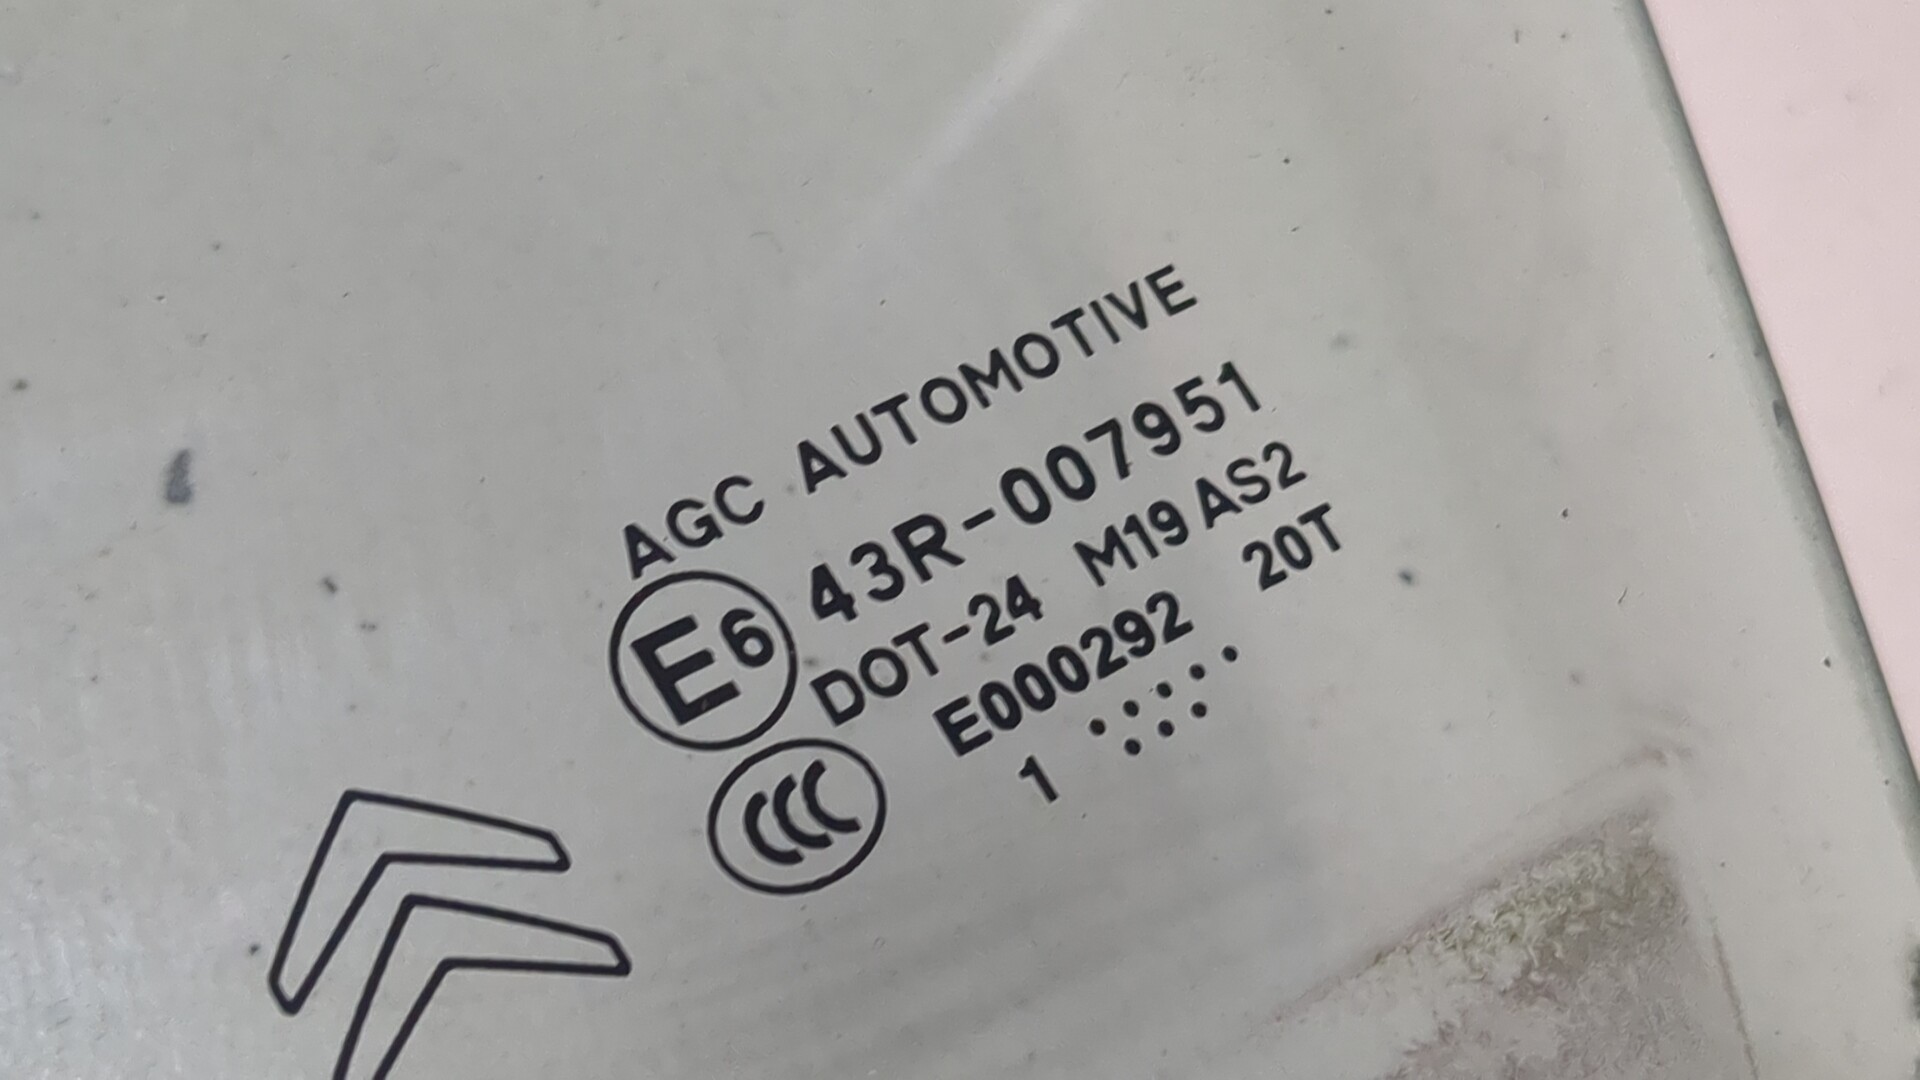 AGC AUTOMOTIVE
E6 43R-007951
DOT-24 M19 AS2
E000292 20T
CCC 1